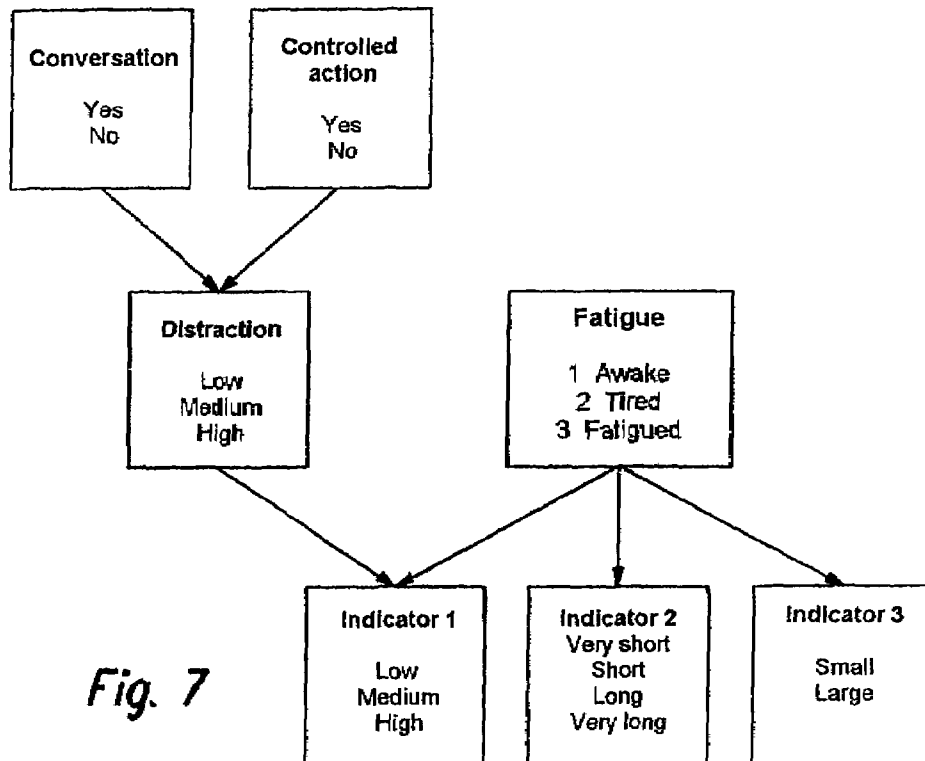 Conversation
Yes
No
Controlled
action
Yes
No
Distraction
Low
Medium
High
Fatigue
1 Awake
2 Tired
3 Fatigued
Indicator 1
Low
Medium
High
Indicator 2
Very short
Short
Long
Very long
Indicator 3
Small
Large
Fig. 7